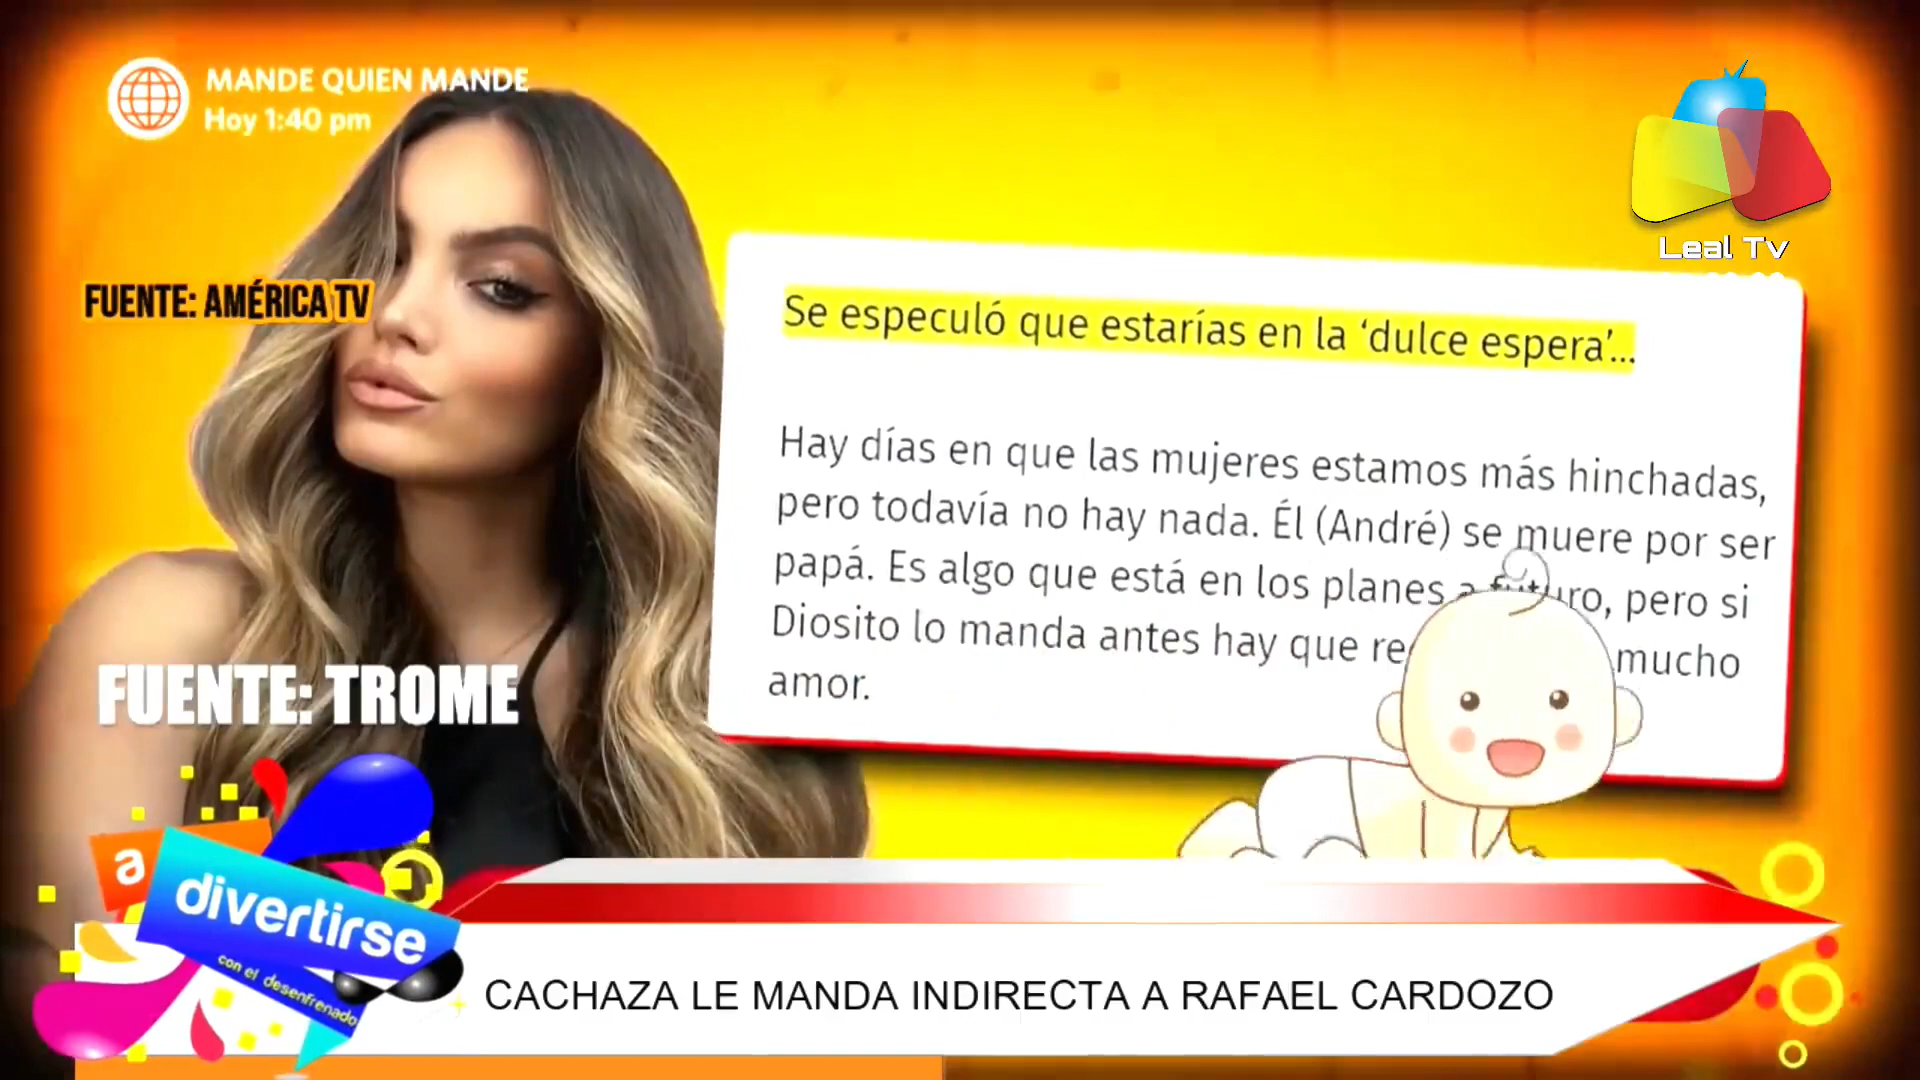 MANDE QUIEN MANDE
Hoy 1:40 pm
Leal Tv
FUENTE: AMÉRICA TV
Se especuló que estarías en la ‘dulce espera’...
Hay días en que las mujeres estamos más hinchadas,
pero todavía no hay nada. Él (André) se muere por ser
papá. Es algo que está en los planes a futuro, pero si
Diosito lo manda antes hay que mucho
amor.
FUENTE: TROME
a
divertirse
con el desenfrenado
CACHAZA LE MANDA INDIRECTA A RAFAEL CARDOZO